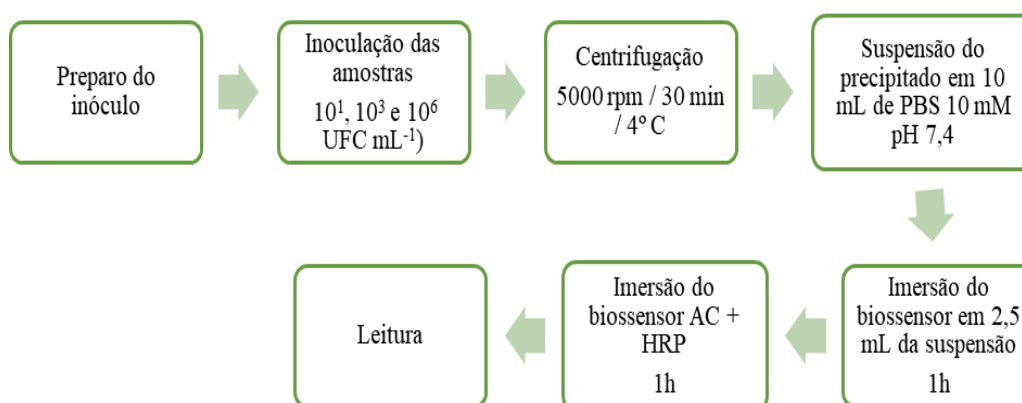 Preparo do
inóculo
Inoculação das
amostras
10¹, 10³ e 10⁶
UFC mL⁻¹)
Centrifugação
5000 rpm / 30 min
/ 4º C
Suspensão do
precipitado em 10
mL de PBS 10 mM
pH 7,4
Imersão do
biossensor em 2,5
mL da suspensão
1h
Imersão do
biossensor AC +
HRP
1h
Leitura